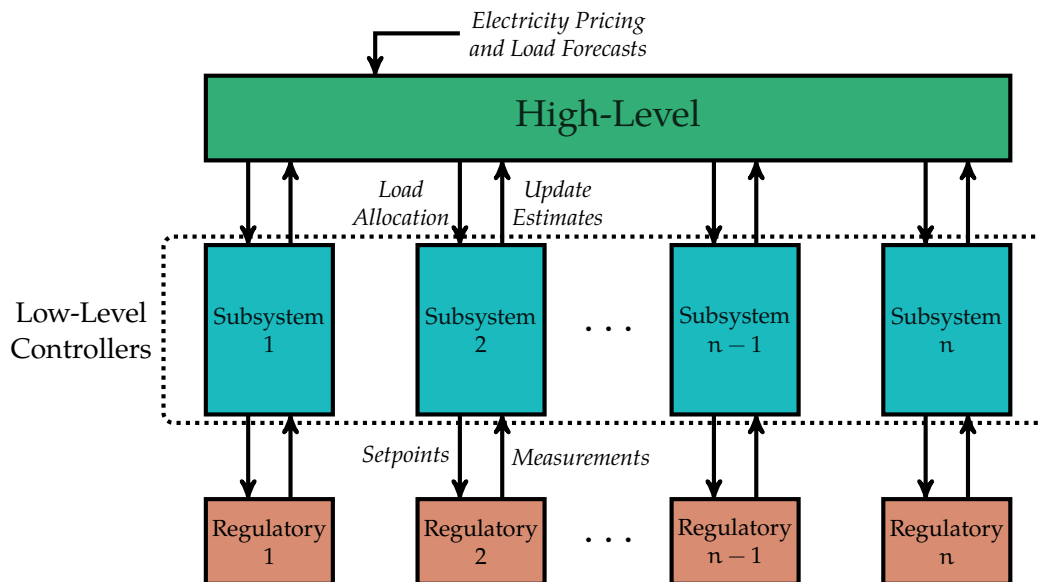 Electricity Pricing
and Load Forecasts
High-Level
Load
Allocation
Update
Estimates
Low-Level
Controllers
Subsystem
1
Subsystem
2
. . .
Subsystem
n − 1
Subsystem
n
Setpoints
Measurements
Regulatory
1
Regulatory
2
. . .
Regulatory
n − 1
Regulatory
n